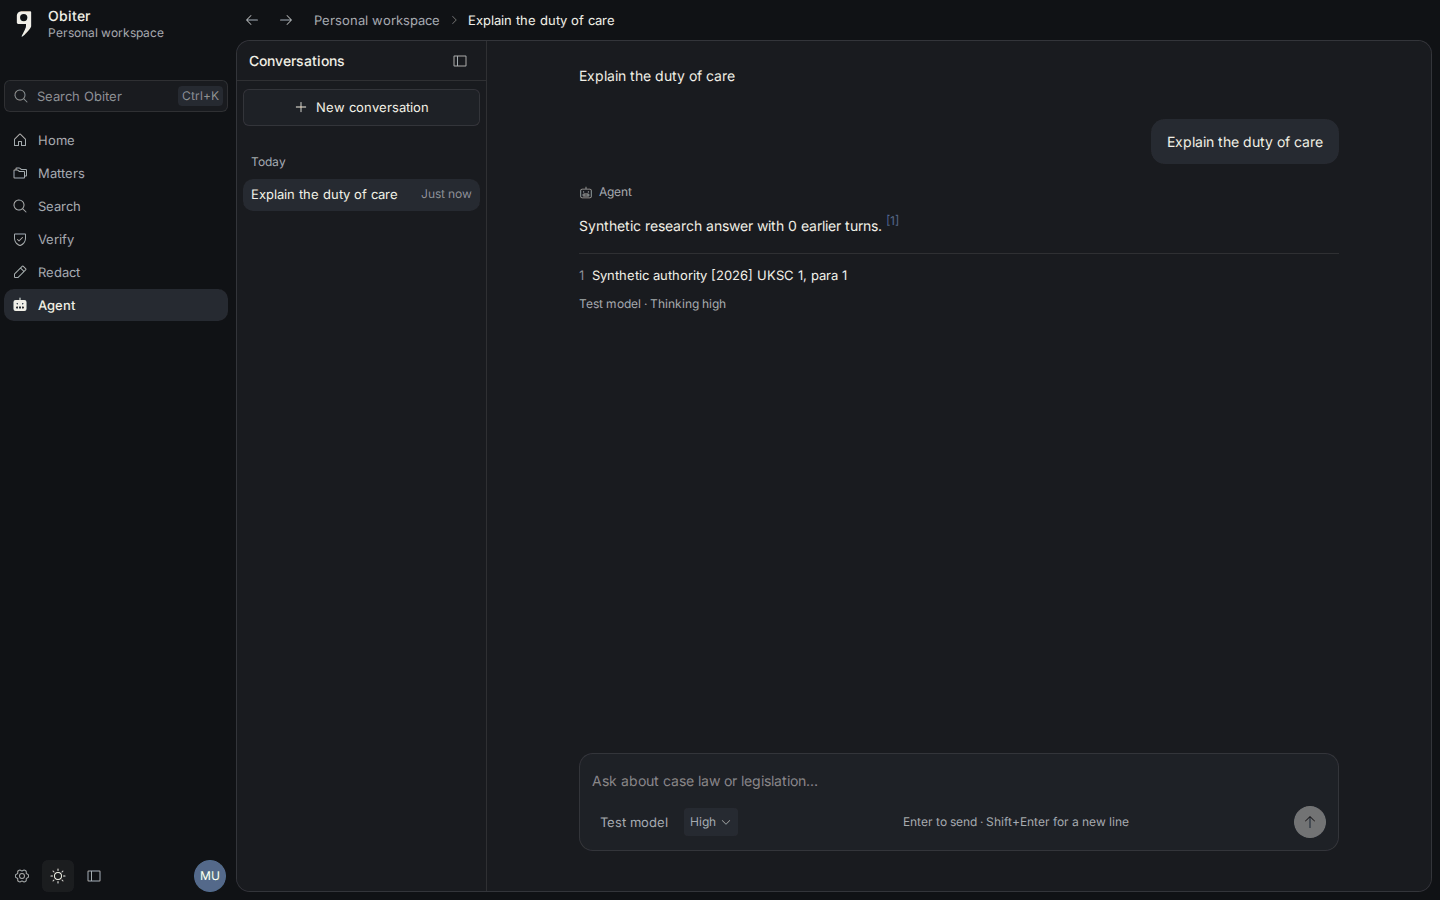 Obiter
Personal workspace
Search Obiter Ctrl+K
Home
Matters
Search
Verify
Redact
Agent
MU
Personal workspace Explain the duty of care
Conversations
New conversation
Today
Explain the duty of care Just now
Explain the duty of care
Explain the duty of care
Agent
Synthetic research answer with 0 earlier turns. [1]
1 Synthetic authority [2026] UKSC 1, para 1
Test model · Thinking high
Ask about case law or legislation...
Test model High Enter to send · Shift+Enter for a new line